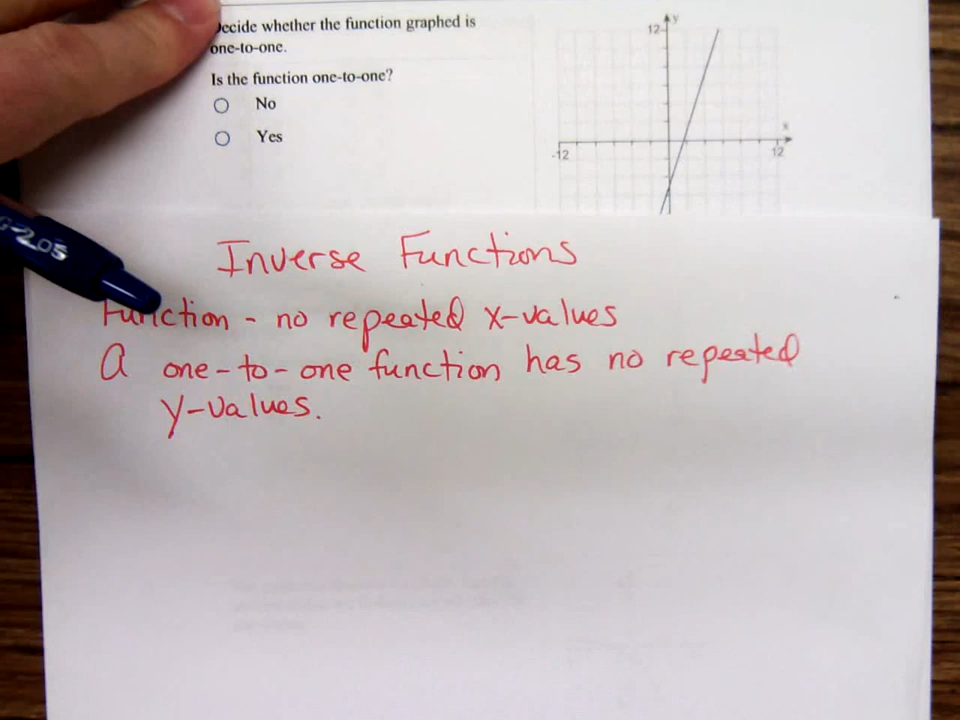 Decide whether the function graphed is
one-to-one.
Is the function one-to-one?
No
Yes
12
y
x
-12
12
G-2 05
Inverse Functions
Function - no repeated x-values
A one-to-one function has no repeated
y-values.